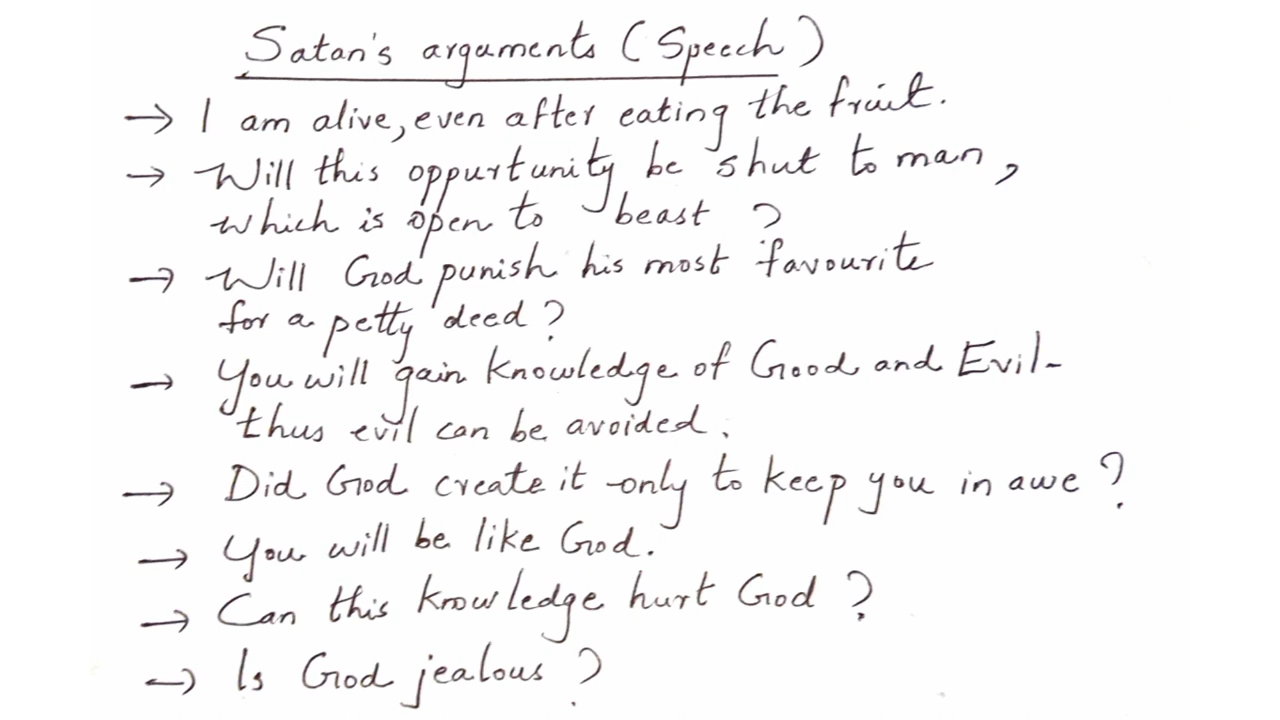 Satan's arguments (Speech)
→ I am alive, even after eating the fruit.
→ Will this oppurtunity be shut to man,
which is open to beast ?
→ Will God punish his most favourite
for a petty deed ?
→ You will gain knowledge of Good and Evil-
thus evil can be avoided.
→ Did God create it only to keep you in awe ?
→ You will be like God.
→ Can this knowledge hurt God ?
→ Is God jealous ?